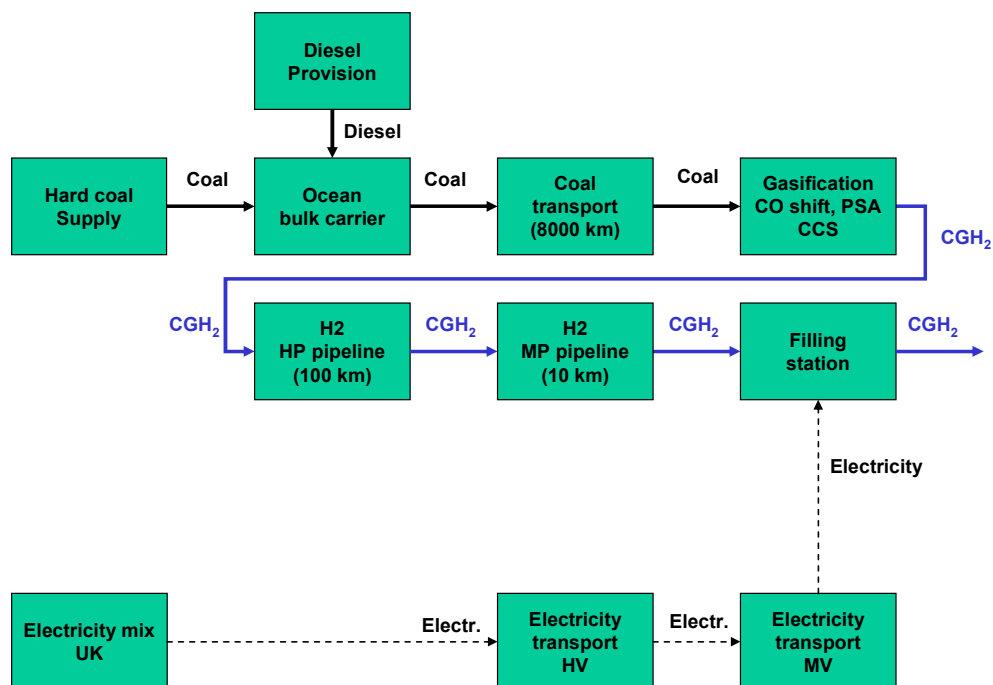 Diesel
Provision
Diesel
Hard coal
Supply
Coal
Ocean
bulk carrier
Coal
Coal
transport
(8000 km)
Coal
Gasification
CO shift, PSA
CCS
CGH₂
CGH₂
H2
HP pipeline
(100 km)
CGH₂
H2
MP pipeline
(10 km)
CGH₂
Filling
station
CGH₂
Electricity
Electricity mix
UK
Electr.
Electricity
transport
HV
Electr.
Electricity
transport
MV